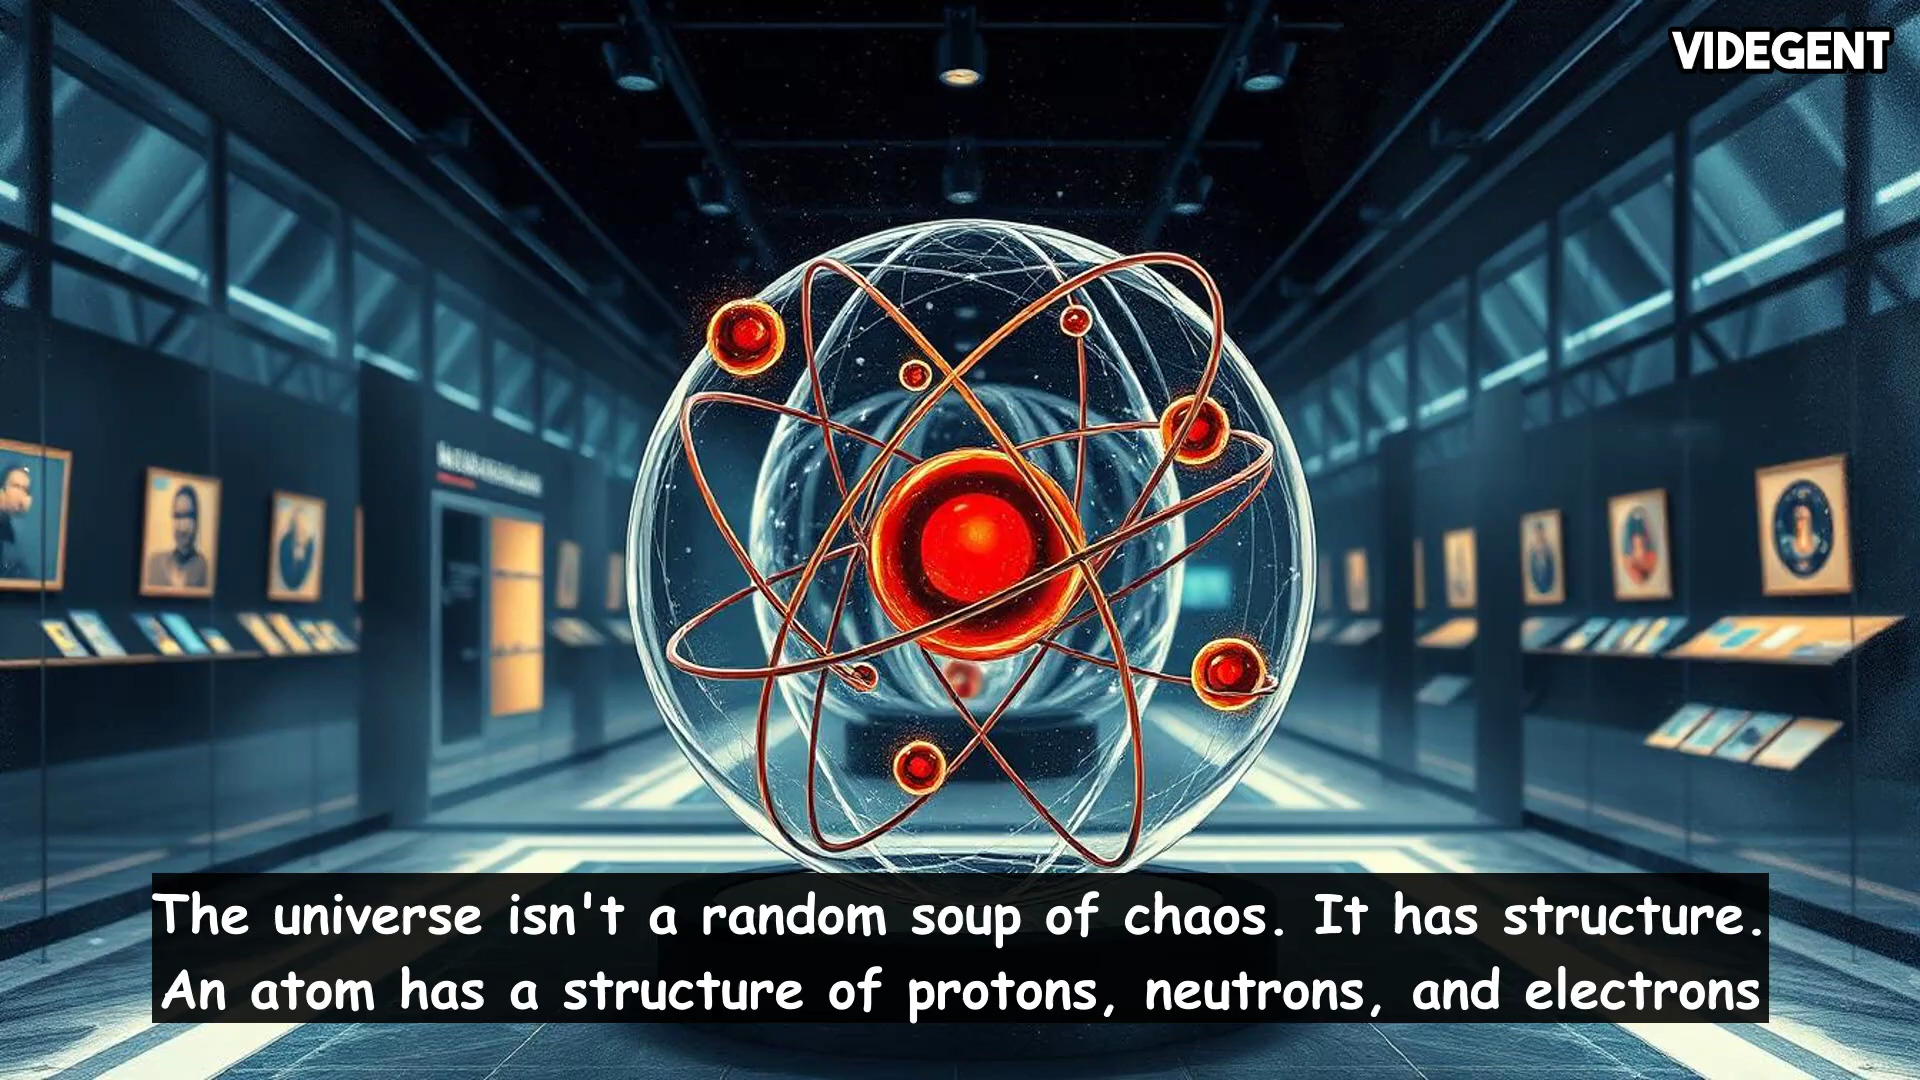 VIDEGENT
The universe isn't a random soup of chaos. It has structure.
An atom has a structure of protons, neutrons, and electrons